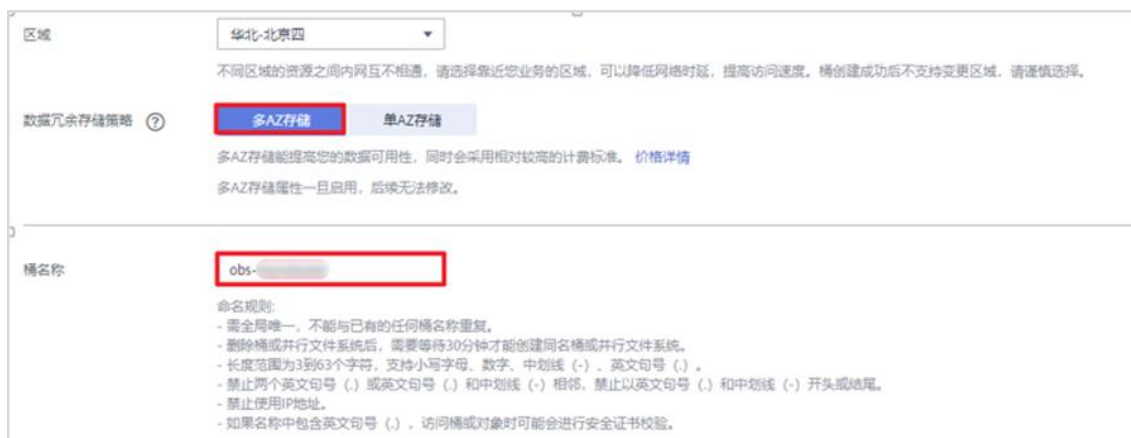 区域
华北-北京四
不同区域的资源之间内网互不相通，请选择靠近您业务的区域，可以降低网络时延，提高访问速度。桶创建成功后不支持变更区域，请谨慎选择。
数据冗余存储策略 ?
多AZ存储
单AZ存储
多AZ存储能提高您的数据可用性，同时会采用相对较高的计费标准。 价格详情
多AZ存储属性一旦启用，后续无法修改。
桶名称
obs-
命名规则:
- 需全局唯一，不能与已有的任何桶名称重复。
- 删除桶或并行文件系统后，需要等待30分钟才能创建同名桶或并行文件系统。
- 长度范围为3到63个字符，支持小写字母、数字、中划线（-）、英文句号（.）。
- 禁止两个英文句号（.）或英文句号（.）和中划线（-）相邻，禁止以英文句号（.）和中划线（-）开头或结尾。
- 禁止使用IP地址。
- 如果名称中包含英文句号（.），访问桶或对象时可能会进行安全证书校验。